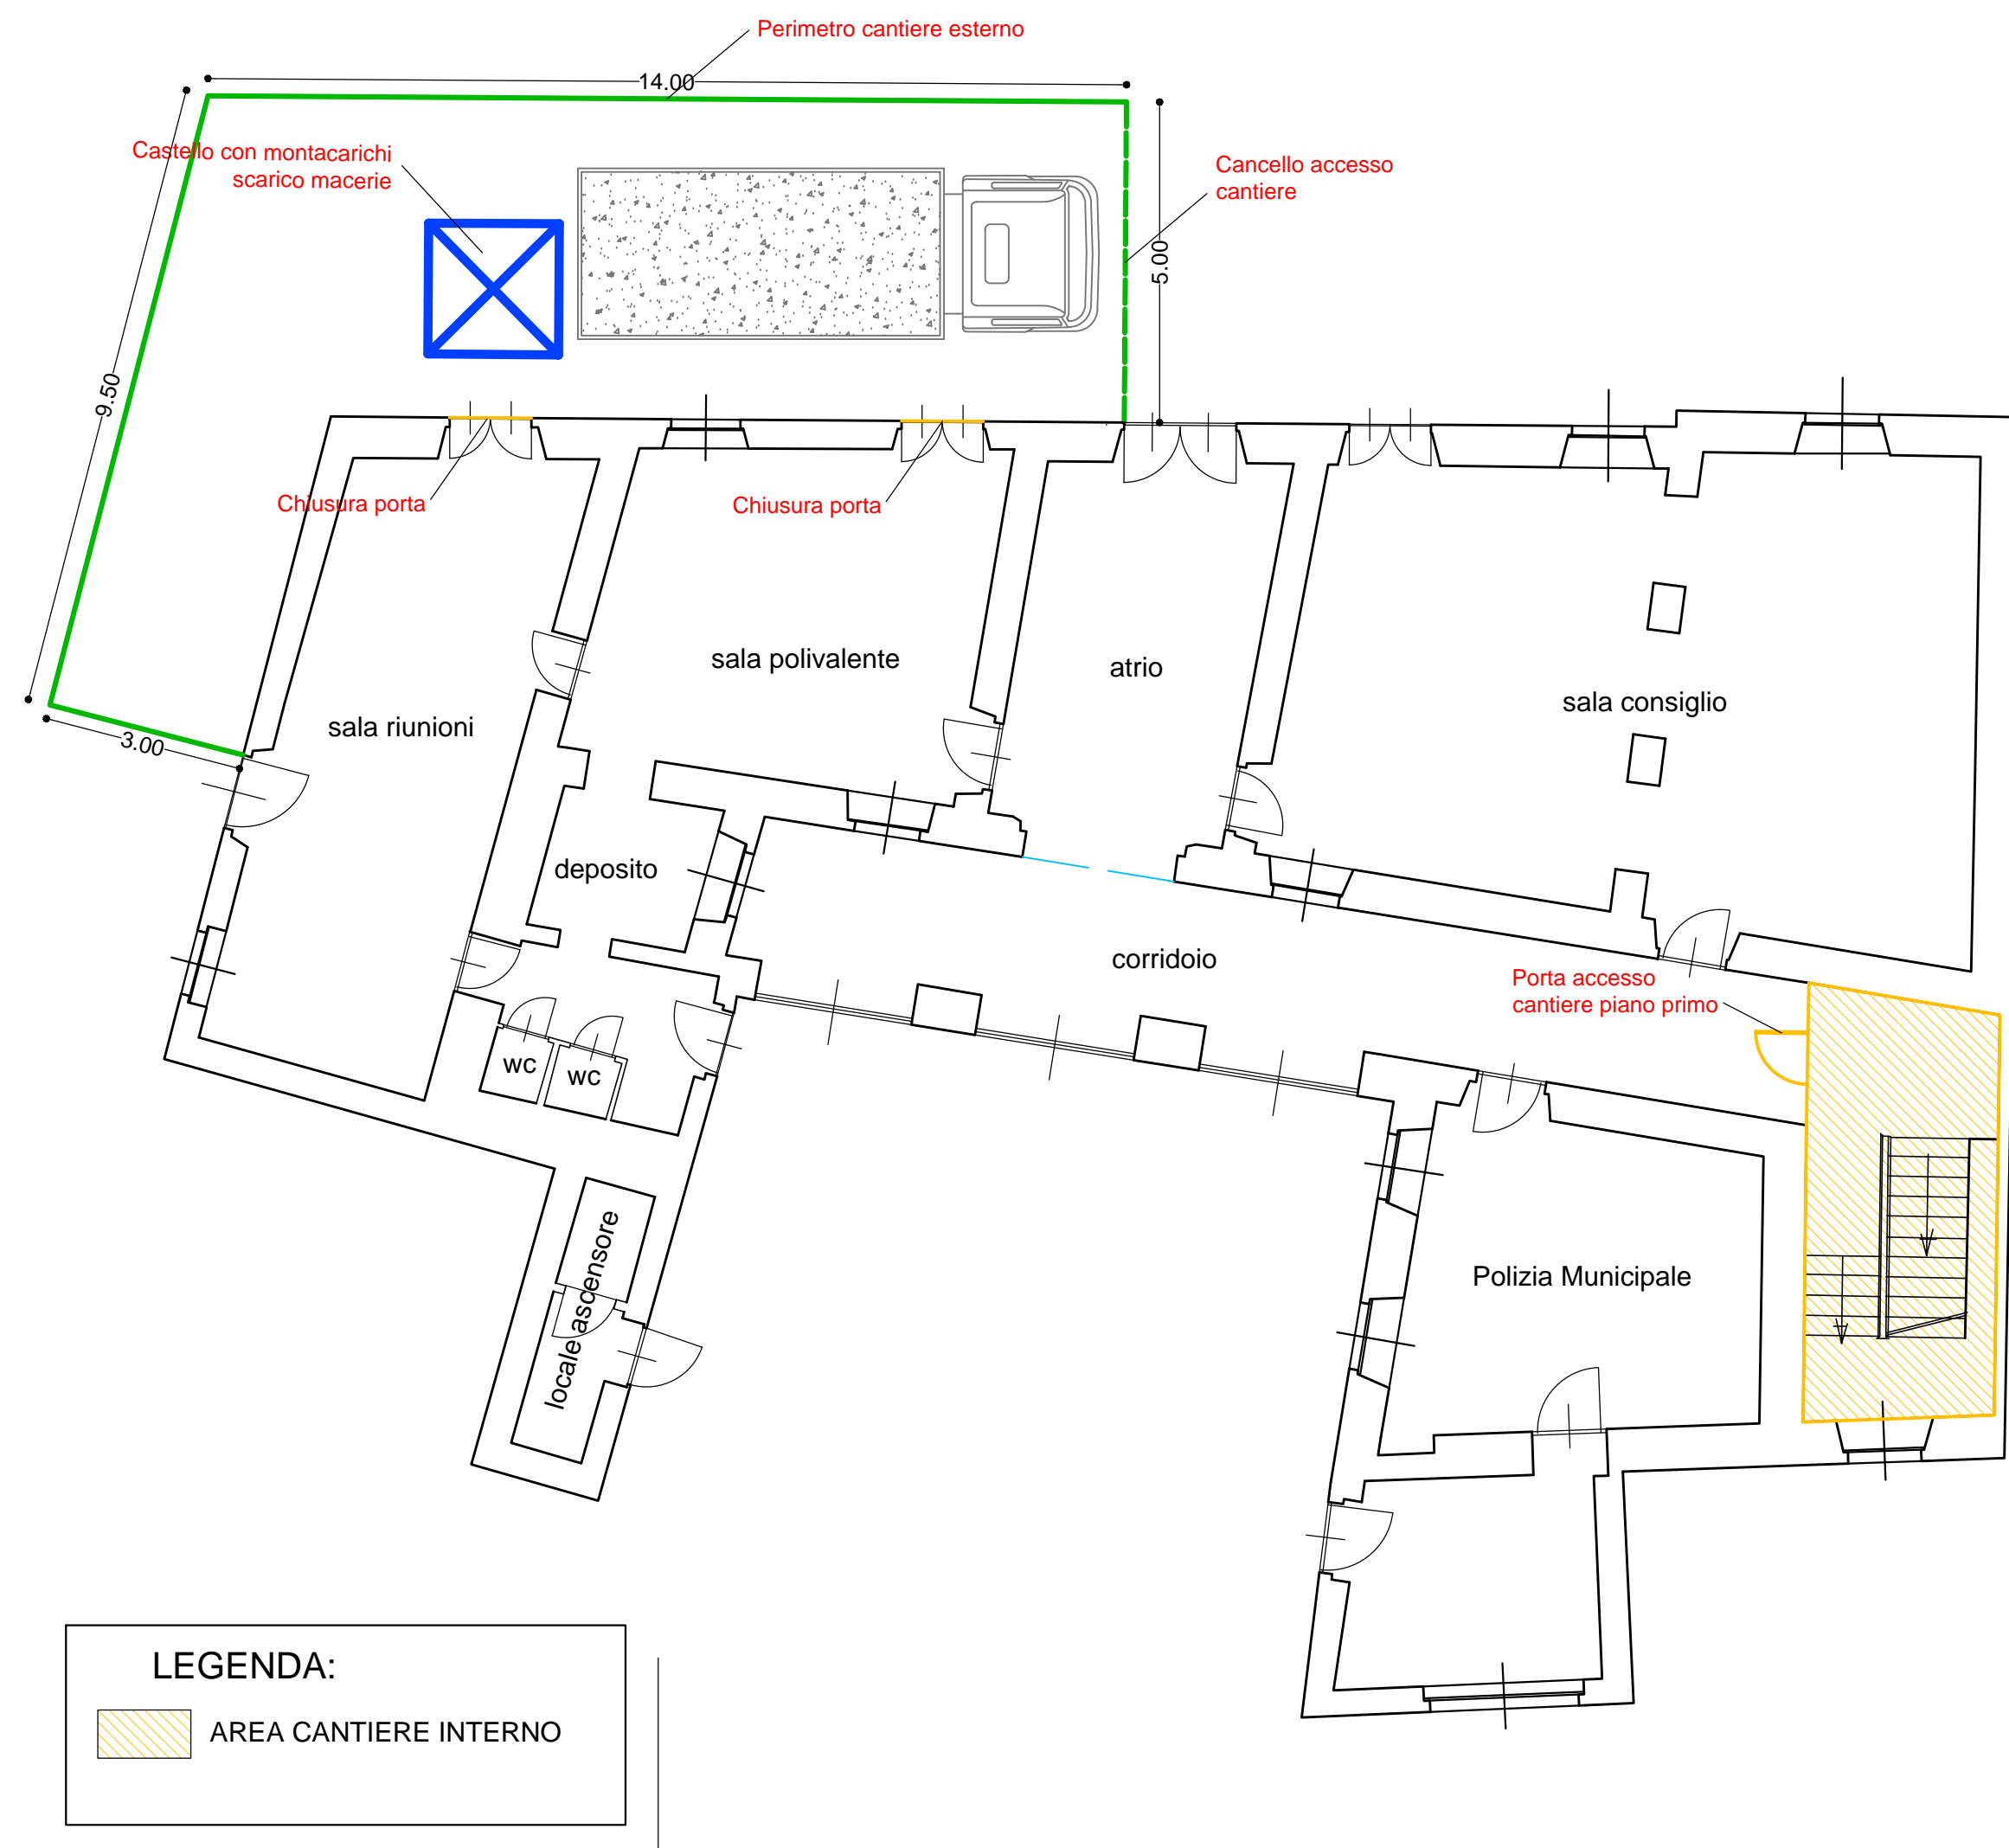 Perimetro cantiere esterno
14.00
Castello con montacarichi
scarico macerie
Cancello accesso
cantiere
5.00
9.50
Chiusura porta
Chiusura porta
sala polivalente
atrio
sala consiglio
sala riunioni
3.00
deposito
corridoio
Porta accesso
cantiere piano primo
wc
wc
locale ascensore
Polizia Municipale
LEGENDA:
AREA CANTIERE INTERNO